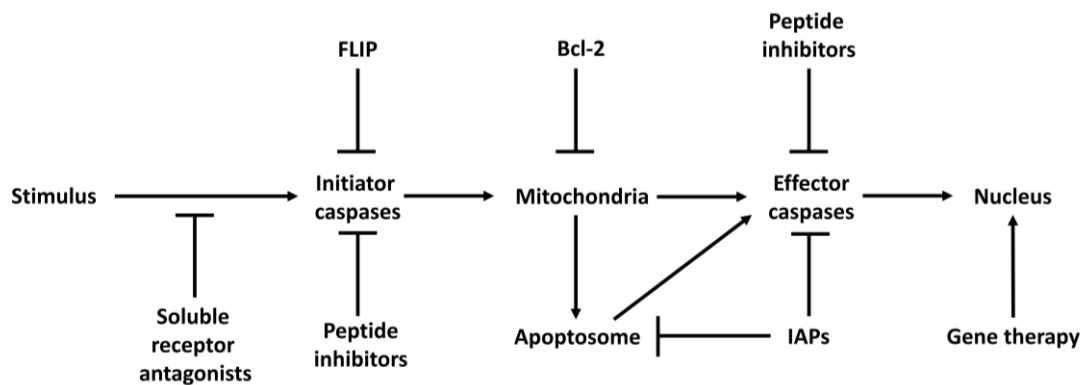 FLIP
Bcl-2
Peptide
inhibitors
Stimulus
Initiator
caspases
Mitochondria
Effector
caspases
Nucleus
Soluble
receptor
antagonists
Peptide
inhibitors
Apoptosome
IAPs
Gene therapy